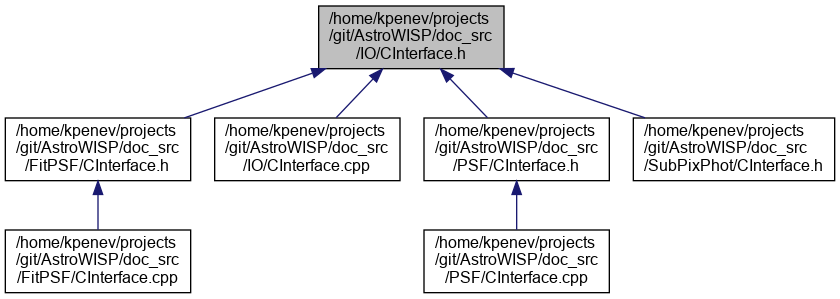 /home/kpenev/projects
/git/AstroWISP/doc_src
/IO/CInterface.h
/home/kpenev/projects
/git/AstroWISP/doc_src
/FitPSF/CInterface.h
/home/kpenev/projects
/git/AstroWISP/doc_src
/IO/CInterface.cpp
/home/kpenev/projects
/git/AstroWISP/doc_src
/PSF/CInterface.h
/home/kpenev/projects
/git/AstroWISP/doc_src
/SubPixPhot/CInterface.h
/home/kpenev/projects
/git/AstroWISP/doc_src
/FitPSF/CInterface.cpp
/home/kpenev/projects
/git/AstroWISP/doc_src
/PSF/CInterface.cpp